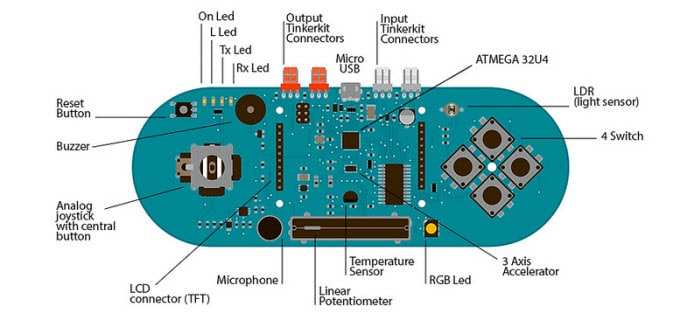 On Led
L Led
Tx Led
Rx Led
Output
Tinkerkit
Connectors
Micro
USB
Input
Tinkerkit
Connectors
ATMEGA 32U4
LDR
(light sensor)
4 Switch
Reset
Button
Buzzer
Analog
joystick
with central
button
LCD
connector (TFT)
Microphone
Linear
Potentiometer
Temperature
Sensor
RGB Led
3 Axis
Accelerator